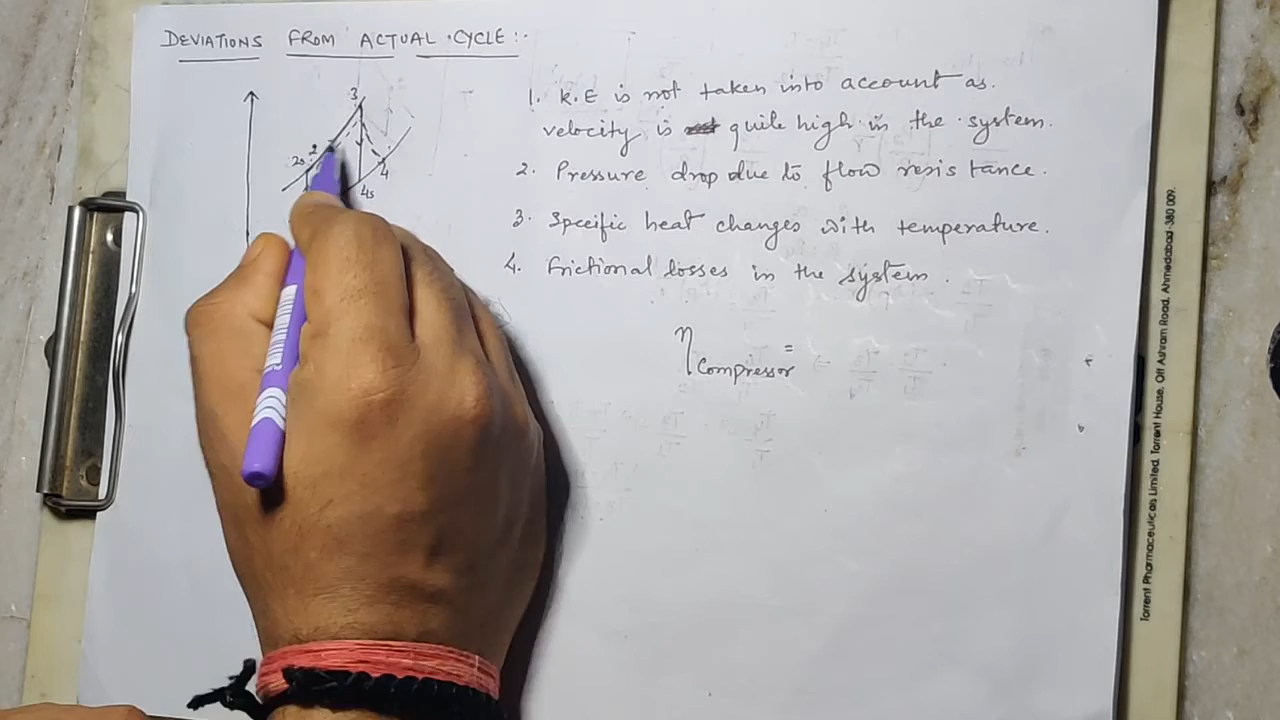 DEVIATIONS FROM ACTUAL CYCLE:-
3
2s 2
4
4s
1. K.E is not taken into account as
velocity is quite high in the system.
2. Pressure drop due to flow resistance.
3. Specific heat changes with temperature.
4. frictional losses in the system.
η compressor =
Torrent Pharmaceuticals Limited, Torrent House, Off Ashram Road, Ahmedabad-380 009.